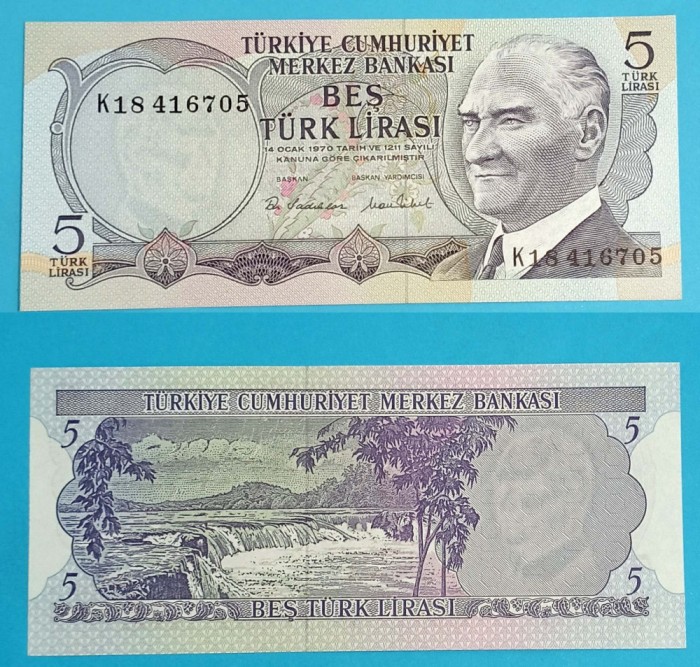 TÜRKİYE CUMHURİYET
MERKEZ BANKASI
5
TÜRK
LİRASI
K18 416705
BEŞ
TÜRK LİRASI
14 OCAK 1970 TARİH VE 1211 SAYILI
KANUNA GÖRE ÇIKARILMIŞTIR
BAŞKAN BAŞKAN YARDIMCISI
5
TÜRK
LİRASI
K18 416705
TÜRKİYE CUMHURİYET MERKEZ BANKASI
5 5
5 5
BEŞ TÜRK LİRASI